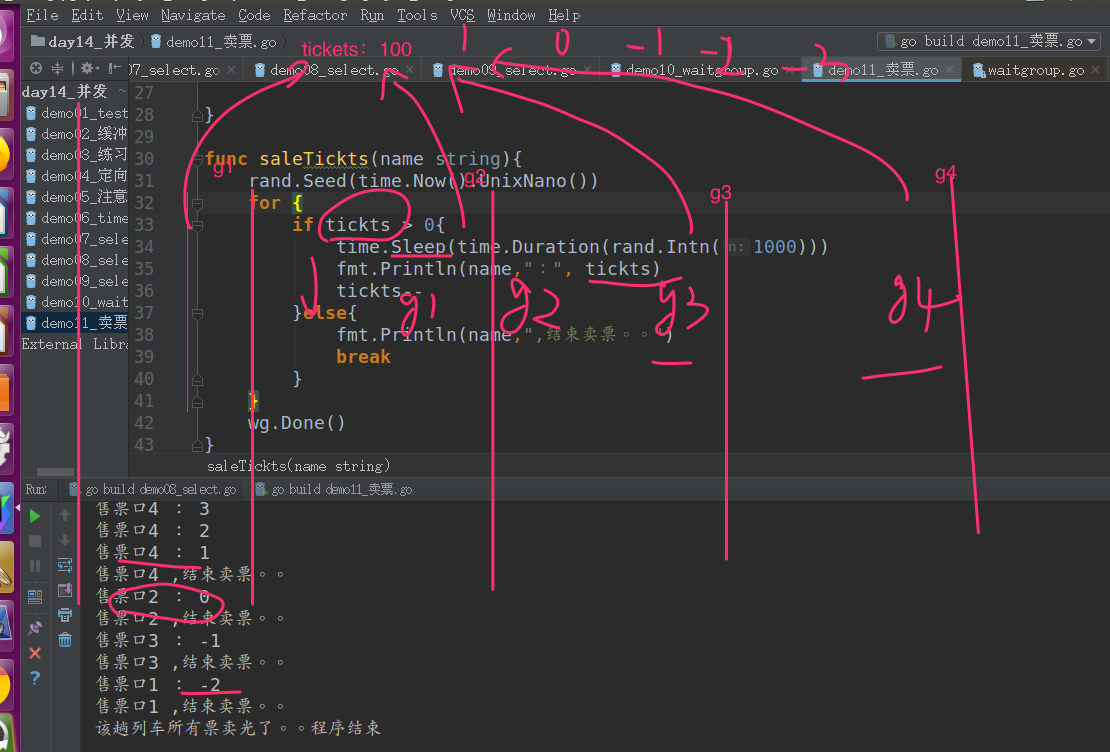 File Edit View Navigate Code Refactor Run Tools VCS Window Help
day14_并发 demo11_卖票.go go build demo11_卖票.go
tickets: 100 1 0 -1 -2
07_select.go demo08_select.go demo09_select.go demo10_waitgroup.go demo11_卖票.go waitgroup.go
day14_并发
demo01_test
demo02_缓冲
demo03_练习
demo04_定向
demo05_注意
demo06_time
demo07_sele
demo08_sele
demo09_sele
demo10_wait
demo11_卖票
External Libra
27
28 }
29
30 func saleTickts(name string){
31 rand.Seed(time.Now().UnixNano())
32 for {
33 if tickts > 0{
34 time.Sleep(time.Duration(rand.Intn( n: 1000)))
35 fmt.Println(name,":", tickts)
36 tickts--
37 }else{
38 fmt.Println(name,",结束卖票。。")
39 break
40 }
41 }
42 wg.Done()
43 }
g1 g2 g3 g4
g1 g2 g3 g4
saleTickts(name string)
Run: go build demo08_select.go go build demo11_卖票.go
售票口4 : 3
售票口4 : 2
售票口4 : 1
售票口4 ,结束卖票。。
售票口2 : 0
售票口2 ,结束卖票。。
售票口3 : -1
售票口3 ,结束卖票。。
售票口1 : -2
售票口1 ,结束卖票。。
该趟列车所有票卖光了。。程序结束